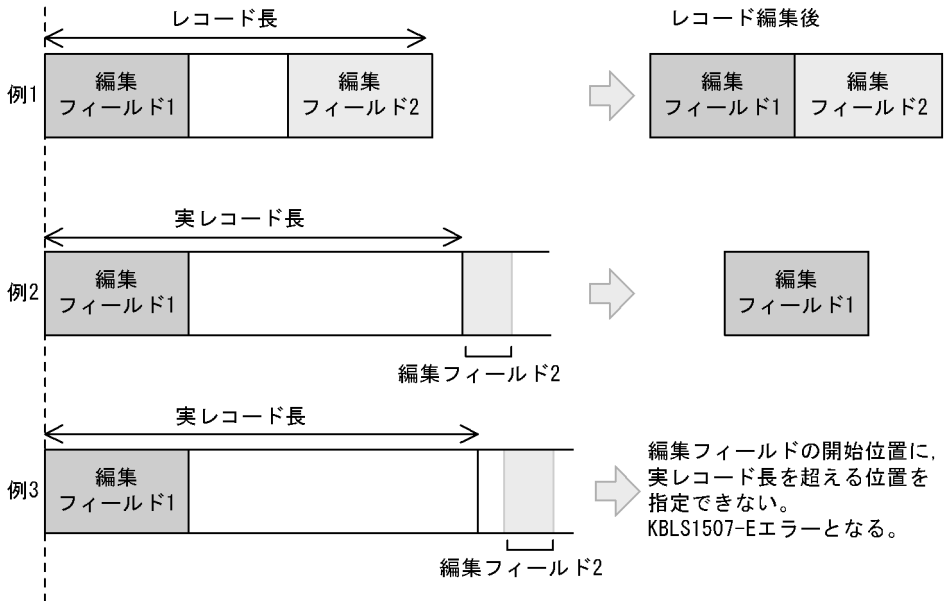 レコード長
レコード編集後
例1
編集
フィールド1
編集
フィールド2
編集
フィールド1
編集
フィールド2
実レコード長
例2
編集
フィールド1
編集フィールド2
編集
フィールド1
実レコード長
例3
編集
フィールド1
編集フィールド2
編集フィールドの開始位置に，
実レコード長を超える位置を
指定できない。
KBLS1507-Eエラーとなる。